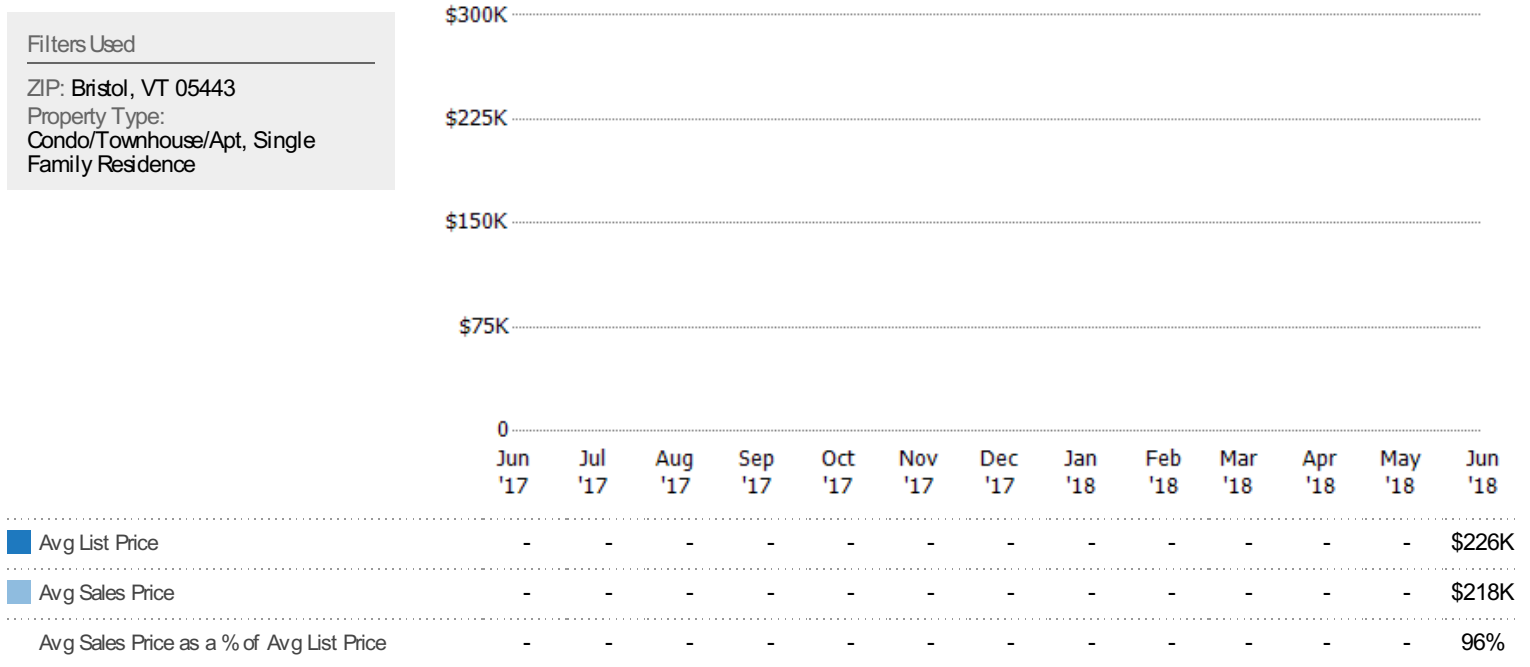 Filters Used
ZIP: Bristol, VT 05443
Property Type:
Condo/Townhouse/Apt, Single
Family Residence
$300K
$225K
$150K
$75K
0
Jun Jul Aug Sep Oct Nov Dec Jan Feb Mar Apr May Jun
'17 '17 '17 '17 '17 '17 '17 '18 '18 '18 '18 '18 '18
Avg List Price - - - - - - - - - - - - $226K
Avg Sales Price - - - - - - - - - - - - $218K
Avg Sales Price as a % of Avg List Price - - - - - - - - - - - - 96%